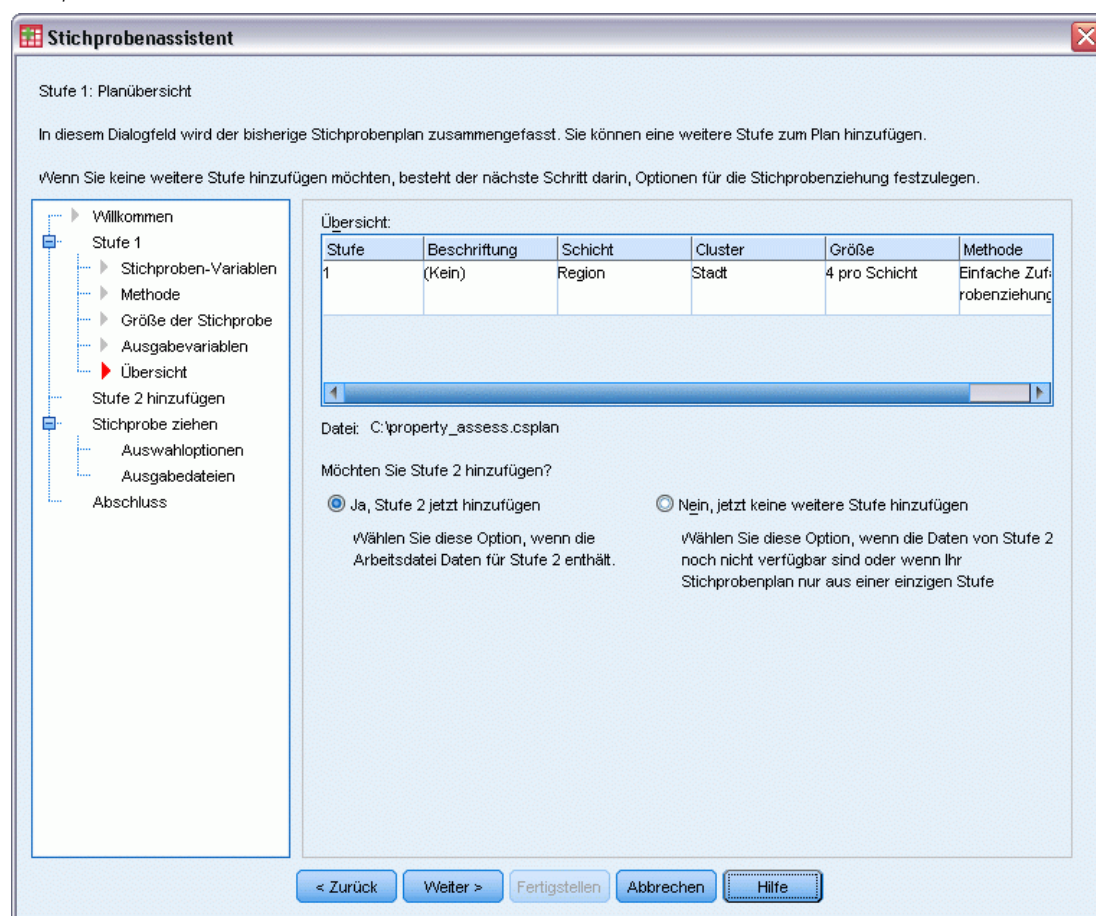 Stichprobenassistent
Stufe 1: Planübersicht
In diesem Dialogfeld wird der bisherige Stichprobenplan zusammengefasst. Sie können eine weitere Stufe zum Plan hinzufügen.
Wenn Sie keine weitere Stufe hinzufügen möchten, besteht der nächste Schritt darin, Optionen für die Stichprobenziehung festzulegen.
Willkommen
Stufe 1
Stichproben-Variablen
Methode
Größe der Stichprobe
Ausgabevariablen
Übersicht
Stufe 2 hinzufügen
Stichprobe ziehen
Auswahloptionen
Ausgabedateien
Abschluss
Übersicht:
Stufe Beschriftung Schicht Cluster Größe Methode
1 (Kein) Region Stadt 4 pro Schicht Einfache Zuf
robenziehung
Datei: C:\property_assess.csplan
Möchten Sie Stufe 2 hinzufügen?
Ja, Stufe 2 jetzt hinzufügen
Wählen Sie diese Option, wenn die
Arbeitsdatei Daten für Stufe 2 enthält.
Nein, jetzt keine weitere Stufe hinzufügen
Wählen Sie diese Option, wenn die Daten von Stufe 2
noch nicht verfügbar sind oder wenn Ihr
Stichprobenplan nur aus einer einzigen Stufe
< Zurück Weiter > Fertigstellen Abbrechen Hilfe